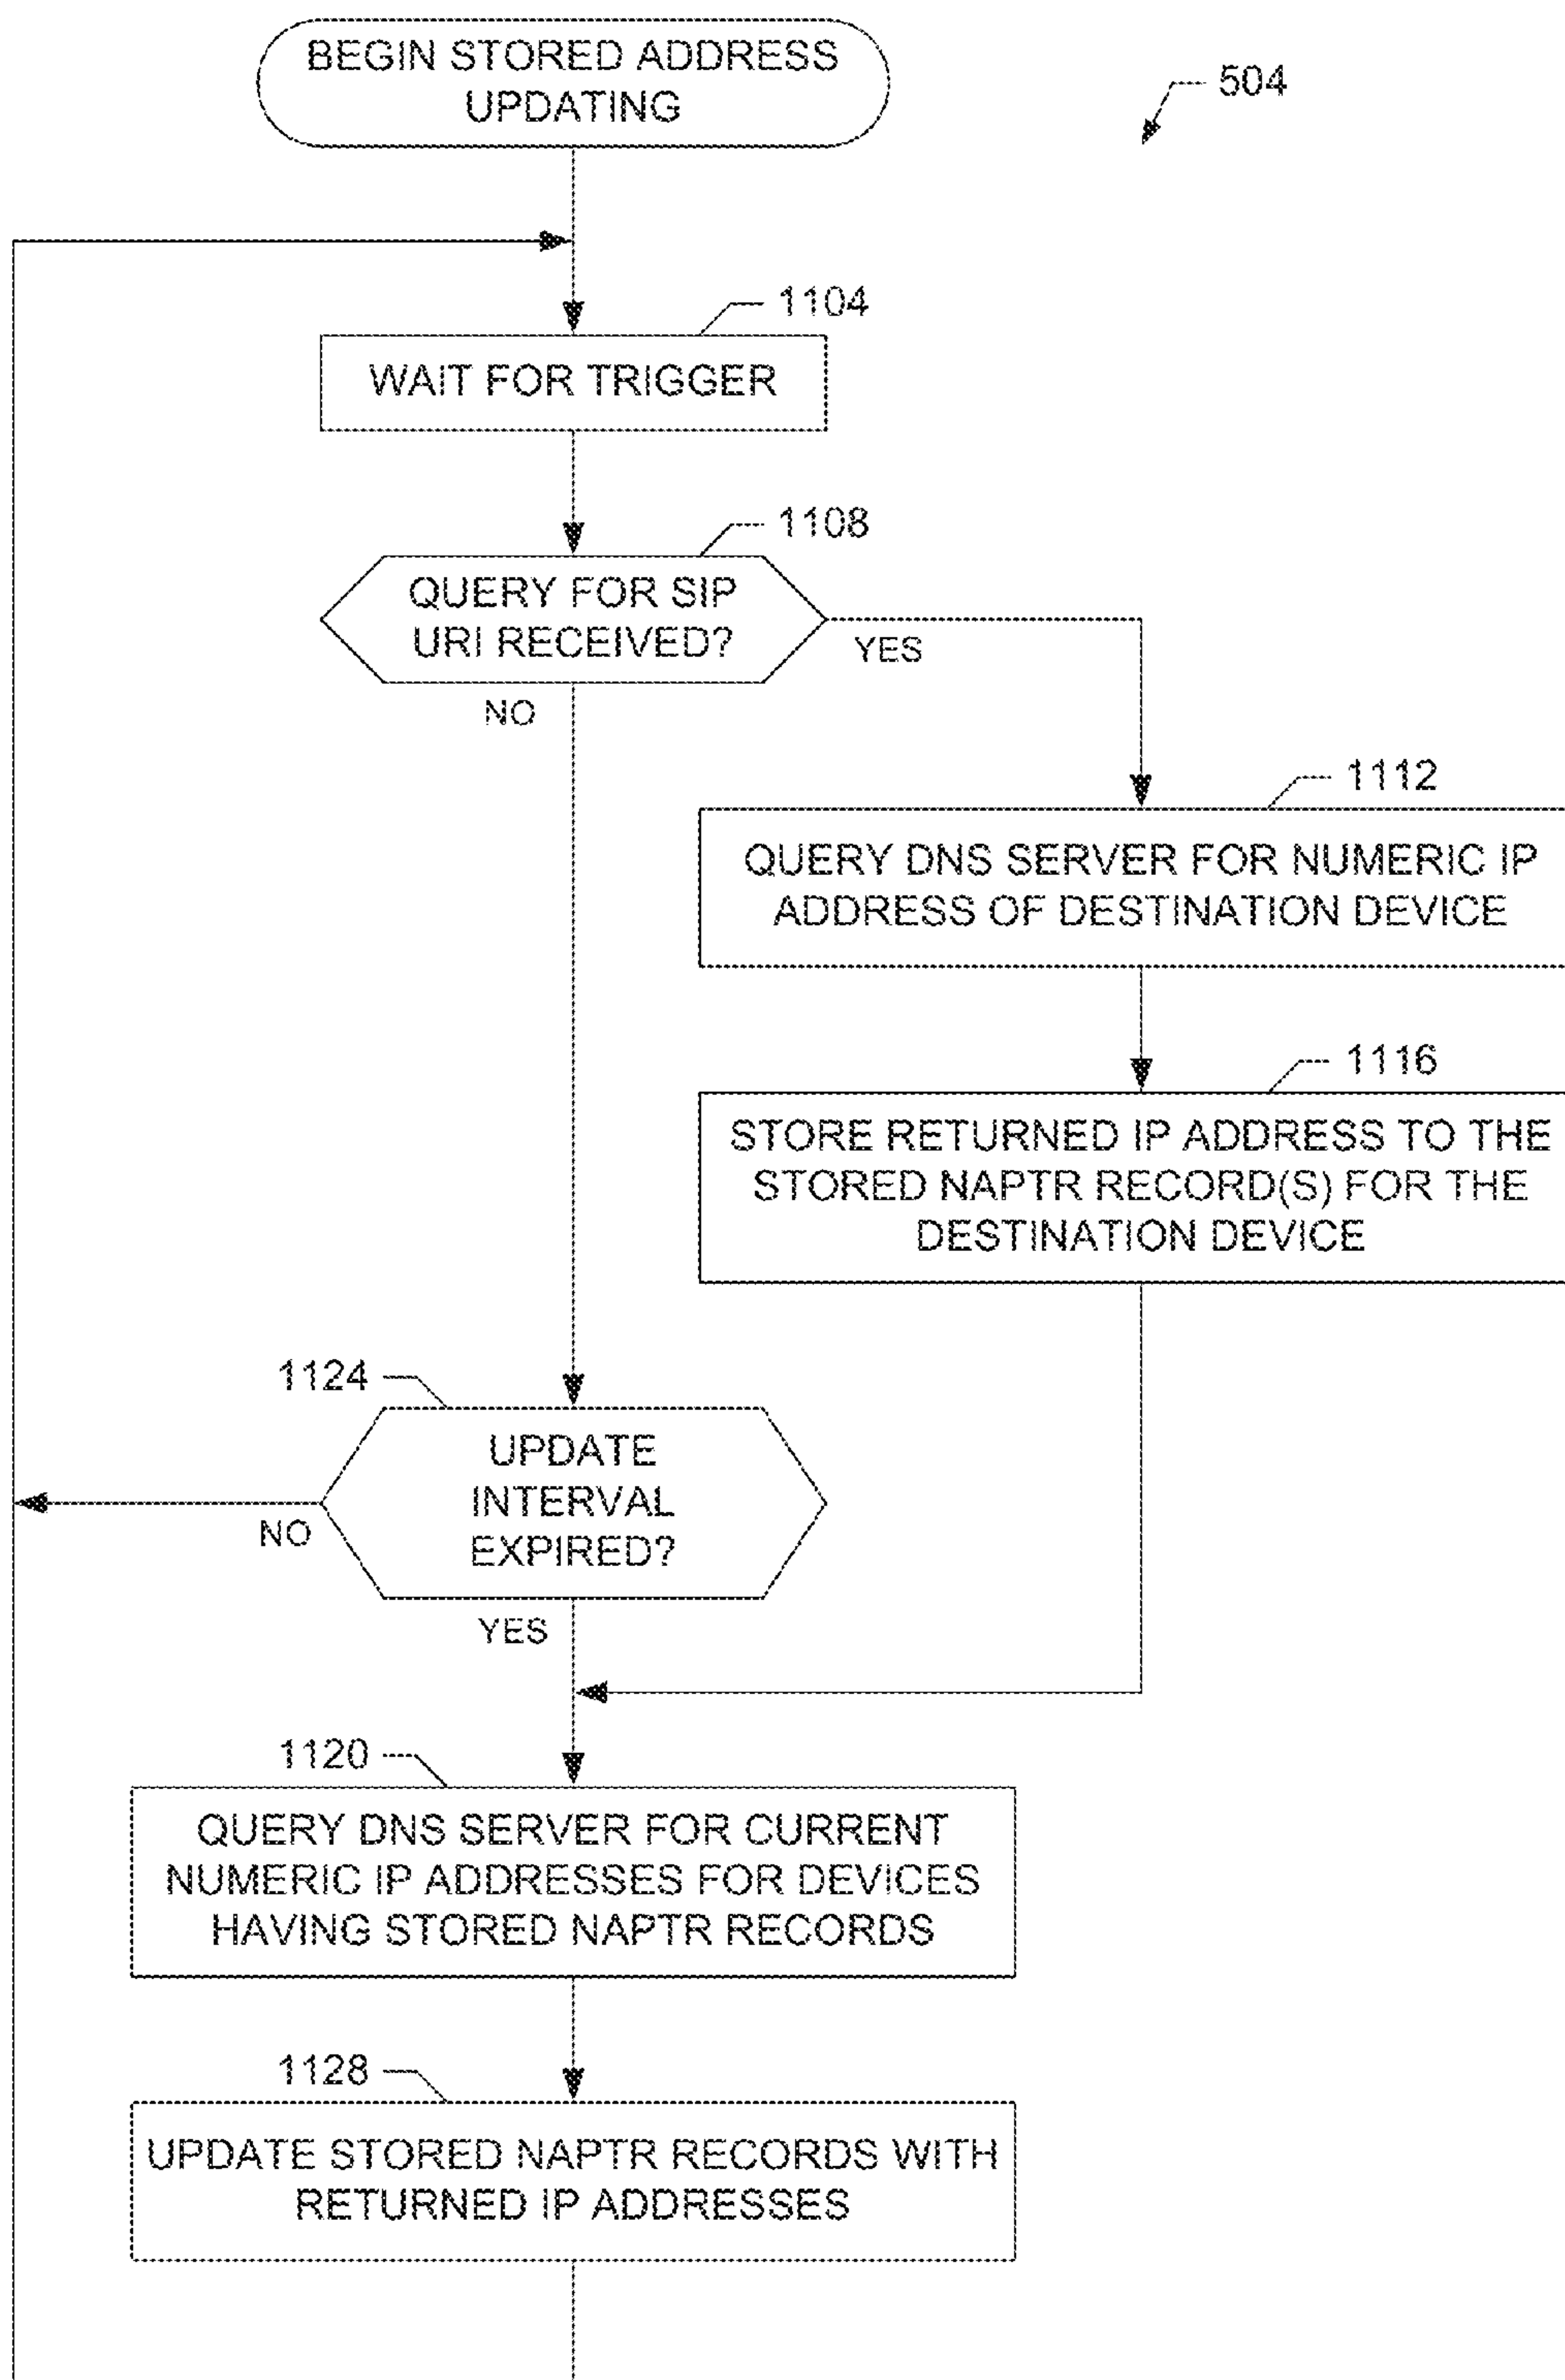 BEGIN STORED ADDRESS
UPDATING
504
1104
WAIT FOR TRIGGER
1108
QUERY FOR SIP
URI RECEIVED?
YES
NO
1112
QUERY DNS SERVER FOR NUMERIC IP
ADDRESS OF DESTINATION DEVICE
1116
STORE RETURNED IP ADDRESS TO THE
STORED NAPTR RECORD(S) FOR THE
DESTINATION DEVICE
1124
UPDATE
INTERVAL
EXPIRED?
NO
YES
1120
QUERY DNS SERVER FOR CURRENT
NUMERIC IP ADDRESSES FOR DEVICES
HAVING STORED NAPTR RECORDS
1128
UPDATE STORED NAPTR RECORDS WITH
RETURNED IP ADDRESSES